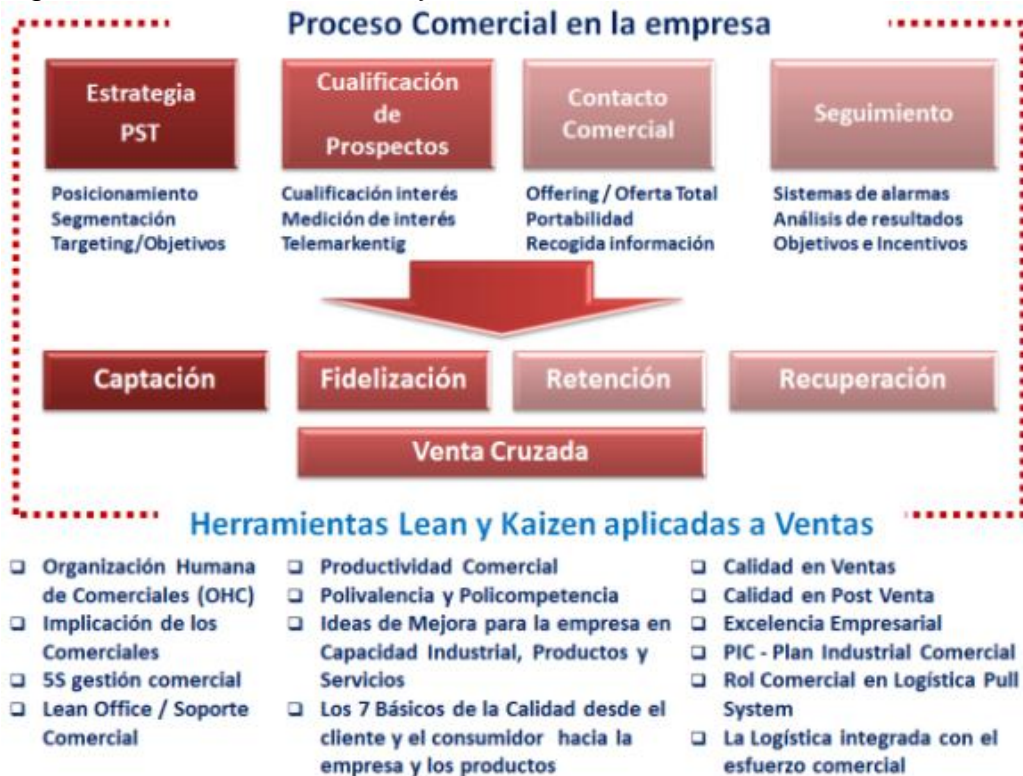 Proceso Comercial en la empresa
Estrategia
PST
Cualificación
de
Prospectos
Contacto
Comercial
Seguimiento
Posicionamiento
Segmentación
Targeting/Objetivos
Cualificación interés
Medición de interés
Telemarkentig
Offering / Oferta Total
Portabilidad
Recogida información
Sistemas de alarmas
Análisis de resultados
Objetivos e Incentivos
Captación
Fidelización
Retención
Recuperación
Venta Cruzada
Herramientas Lean y Kaizen aplicadas a Ventas
❑ Organización Humana
de Comerciales (OHC)
❑ Implicación de los
Comerciales
❑ 5S gestión comercial
❑ Lean Office / Soporte
Comercial
❑ Productividad Comercial
❑ Polivalencia y Policompetencia
❑ Ideas de Mejora para la empresa en
Capacidad Industrial, Productos y
Servicios
❑ Los 7 Básicos de la Calidad desde el
cliente y el consumidor hacia la
empresa y los productos
❑ Calidad en Ventas
❑ Calidad en Post Venta
❑ Excelencia Empresarial
❑ PIC - Plan Industrial Comercial
❑ Rol Comercial en Logística Pull
System
❑ La Logística integrada con el
esfuerzo comercial